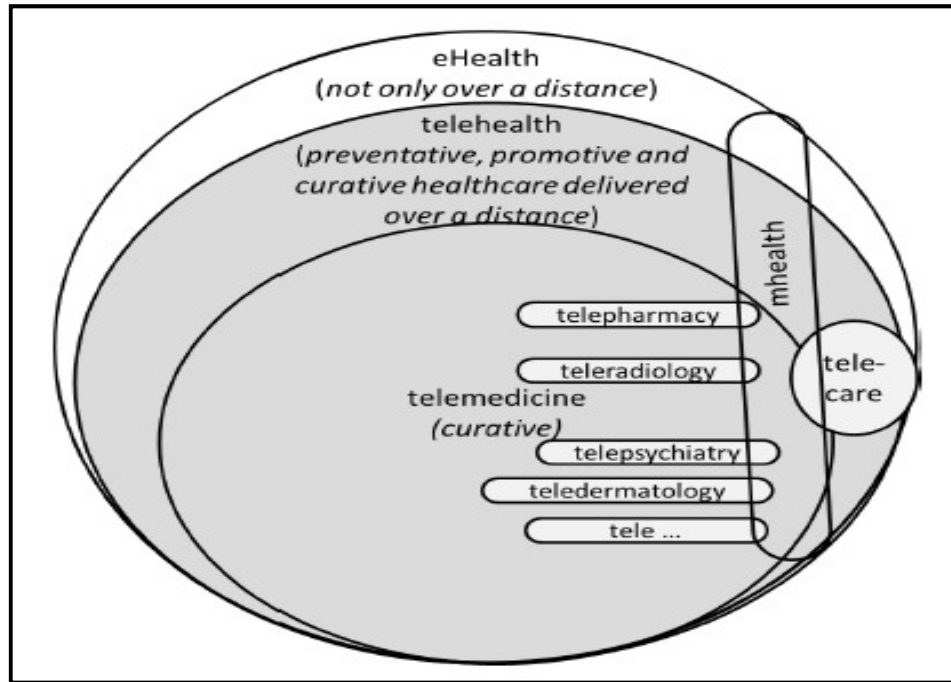 eHealth
(not only over a distance)
telehealth
(preventative, promotive and
curative healthcare delivered
over a distance)
mhealth
telepharmacy
teleradiology
tele-
care
telemedicine
(curative)
telepsychiatry
teledermatology
tele ...